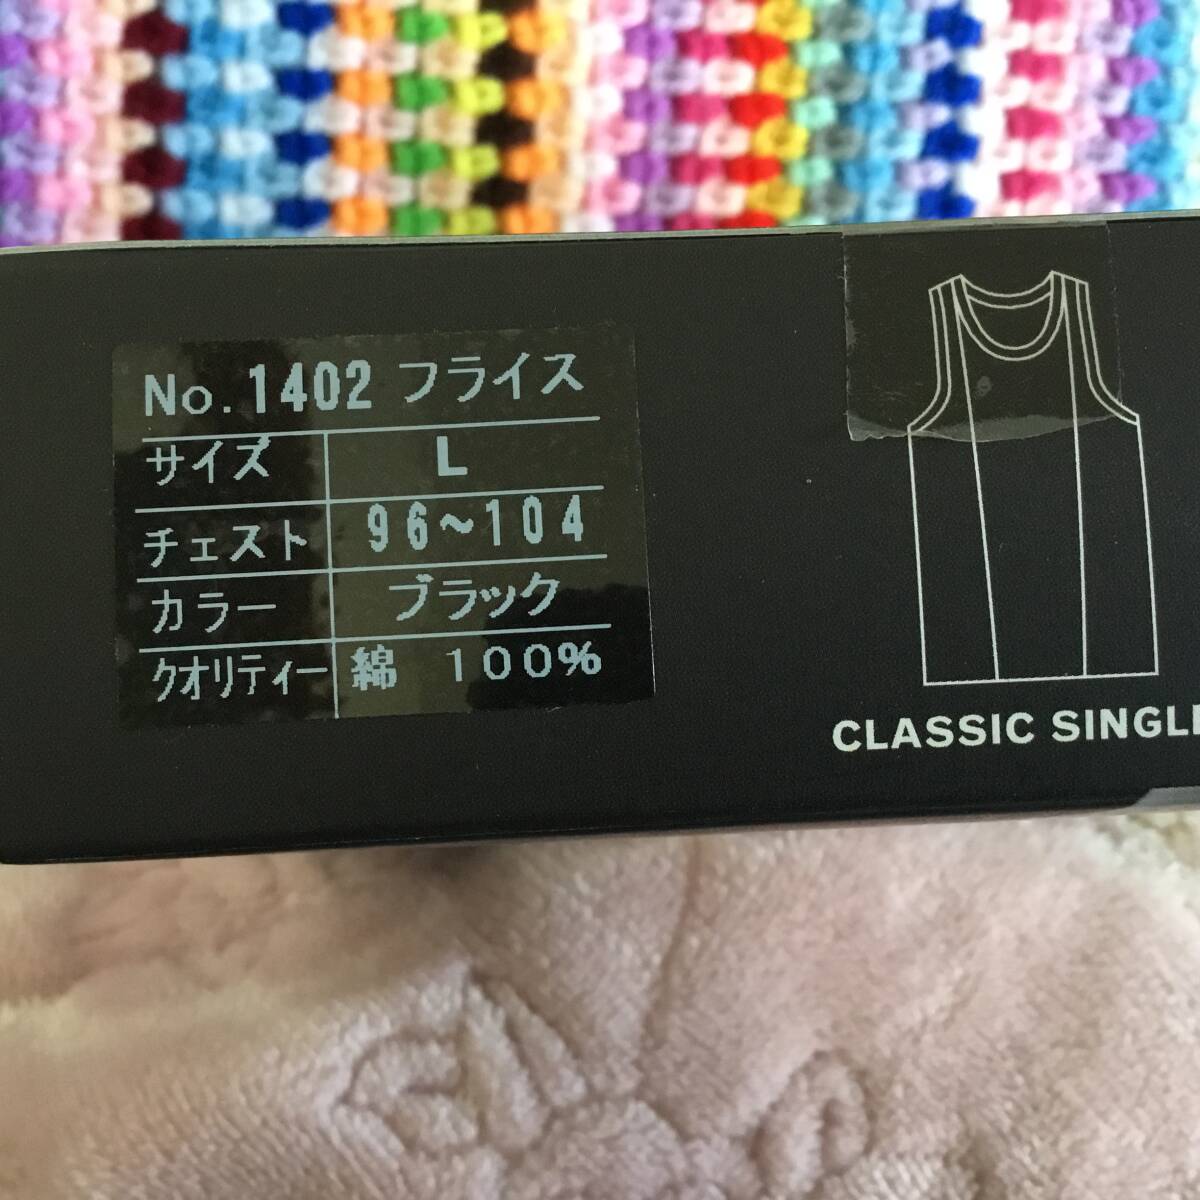 No.1402 フライス
サイズ L
チェスト 96~104
カラー ブラック
クオリティー 綿 100%
CLASSIC SINGL